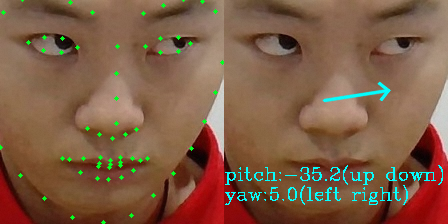 pitch:-35.2(up down)
yaw:5.0(left right)